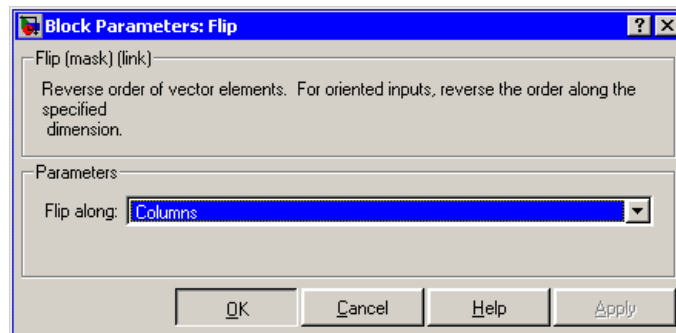 Block Parameters: Flip
Flip (mask) (link)
Reverse order of vector elements.  For oriented inputs, reverse the order along the
specified
dimension.
Parameters
Flip along: Columns
OK Cancel Help Apply